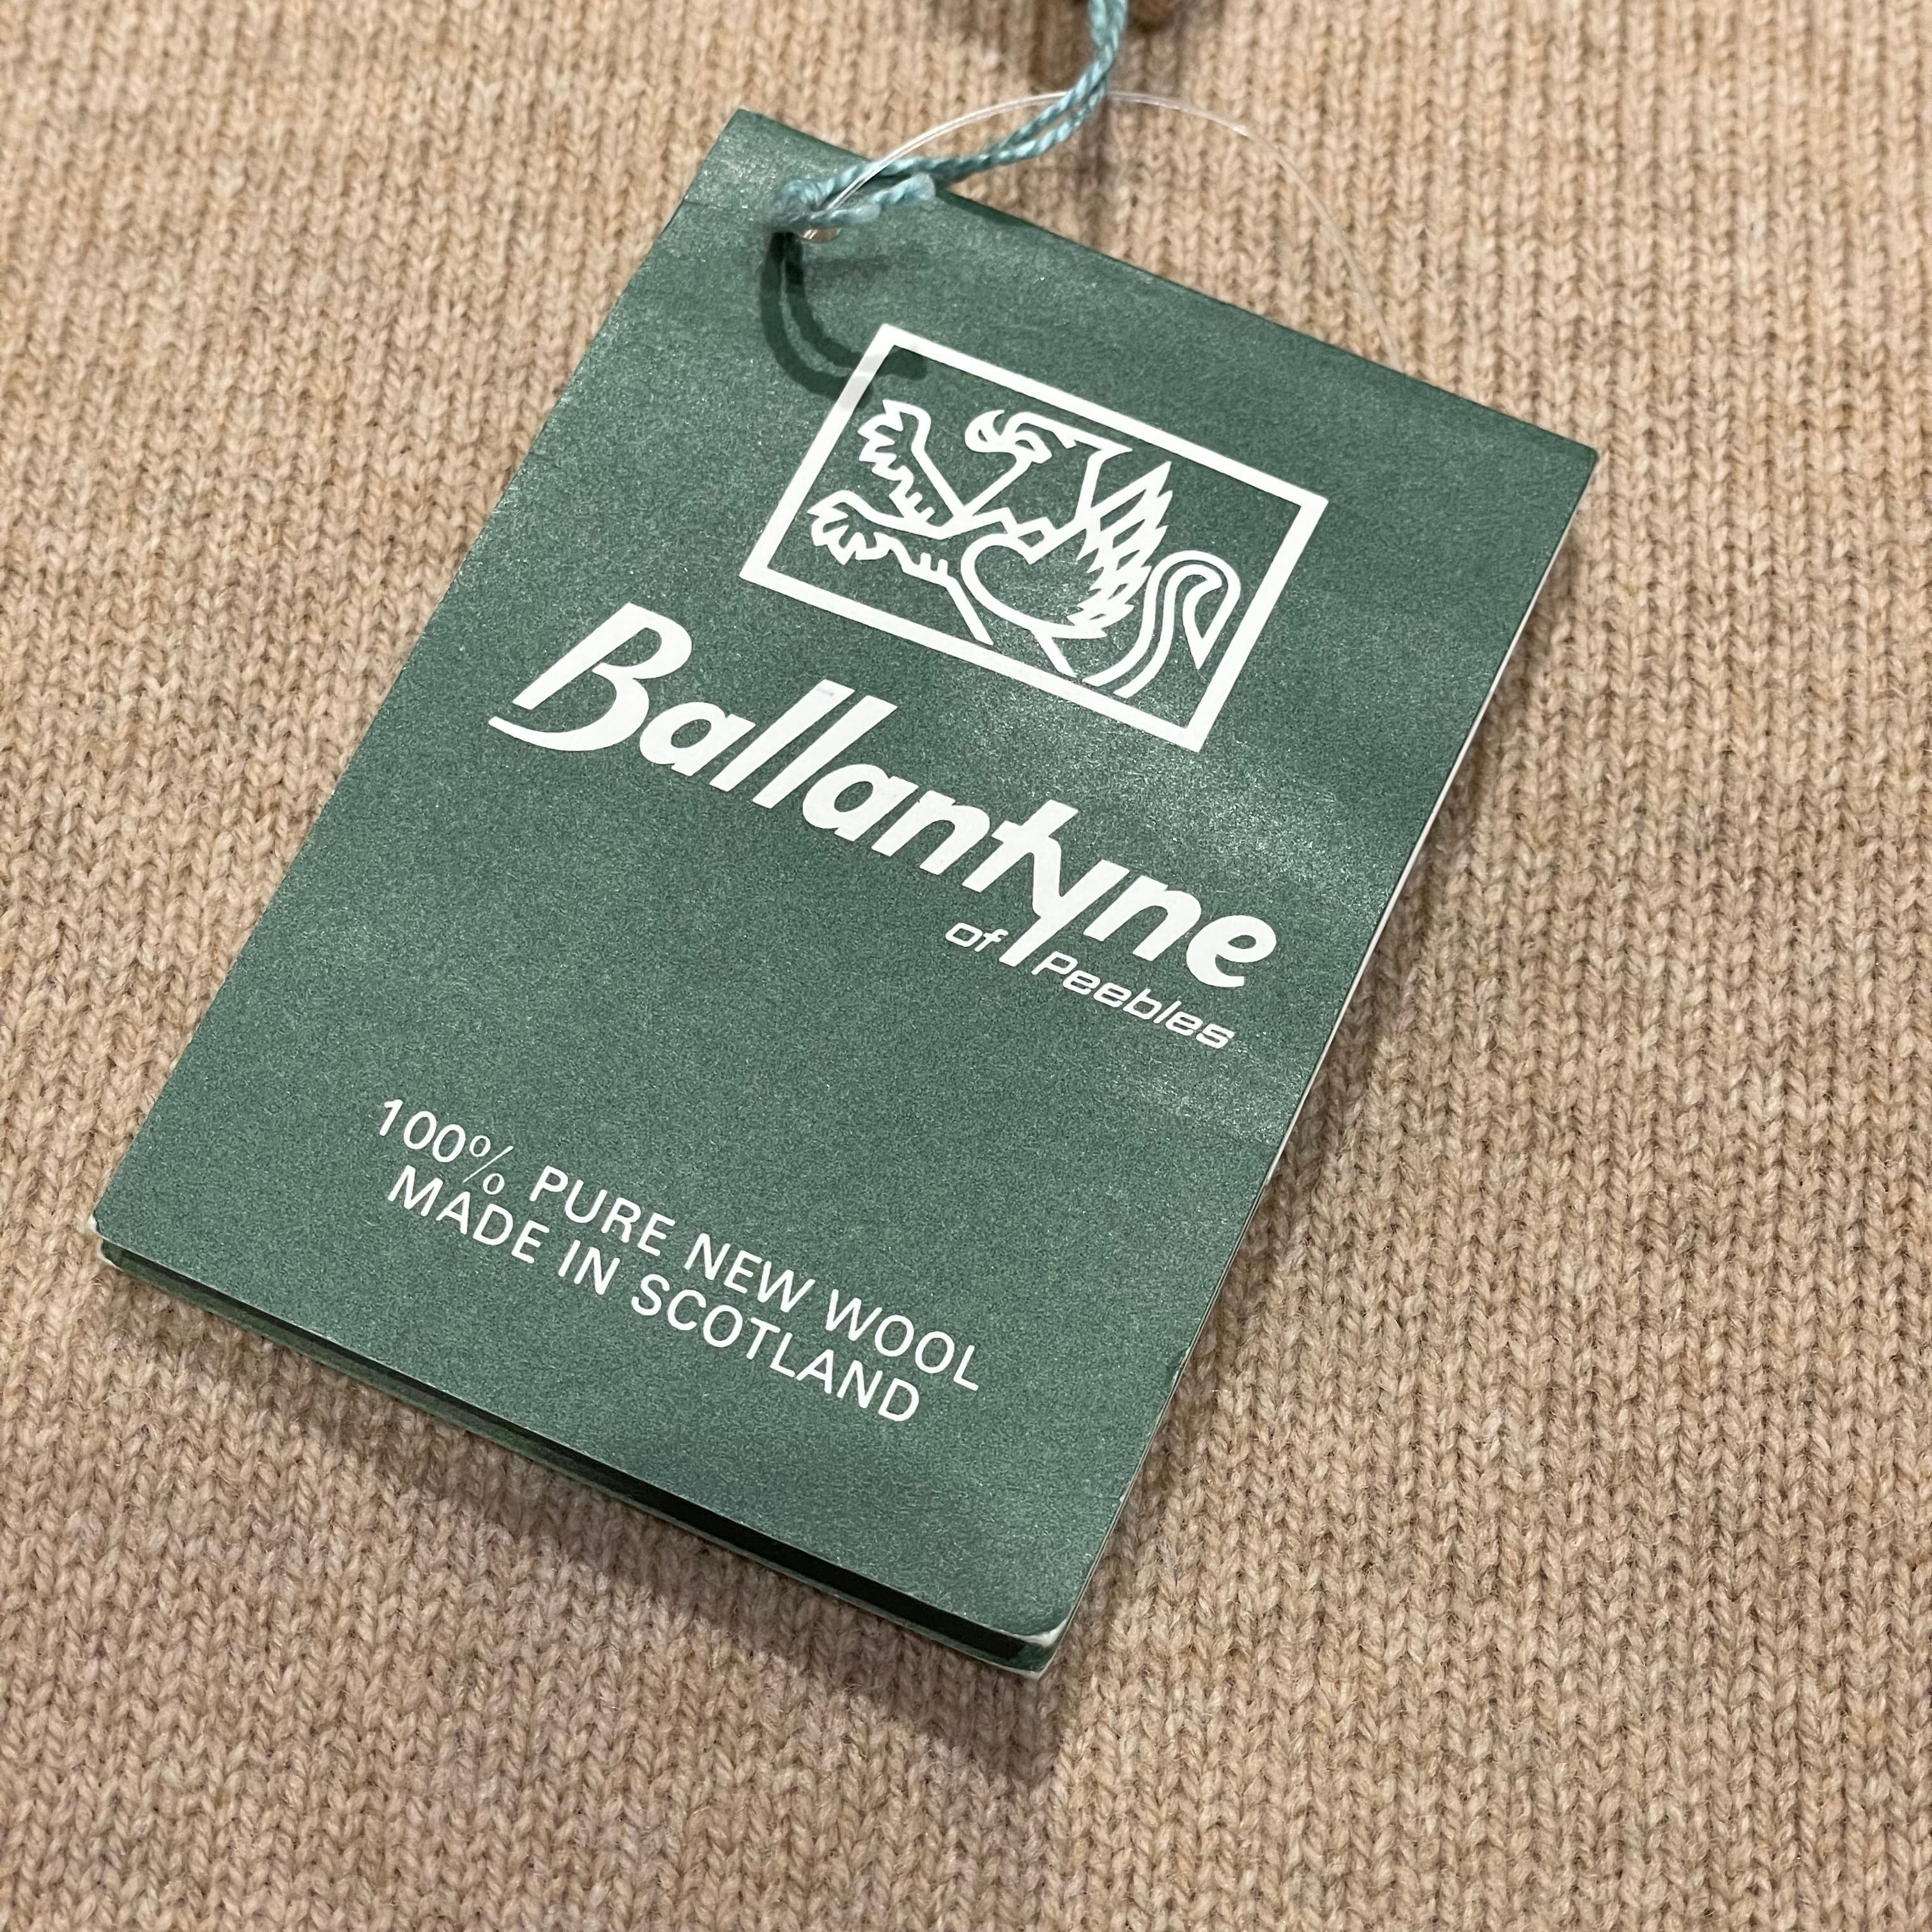 Ballantyne
of Peebles
100% PURE NEW WOOL
MADE IN SCOTLAND